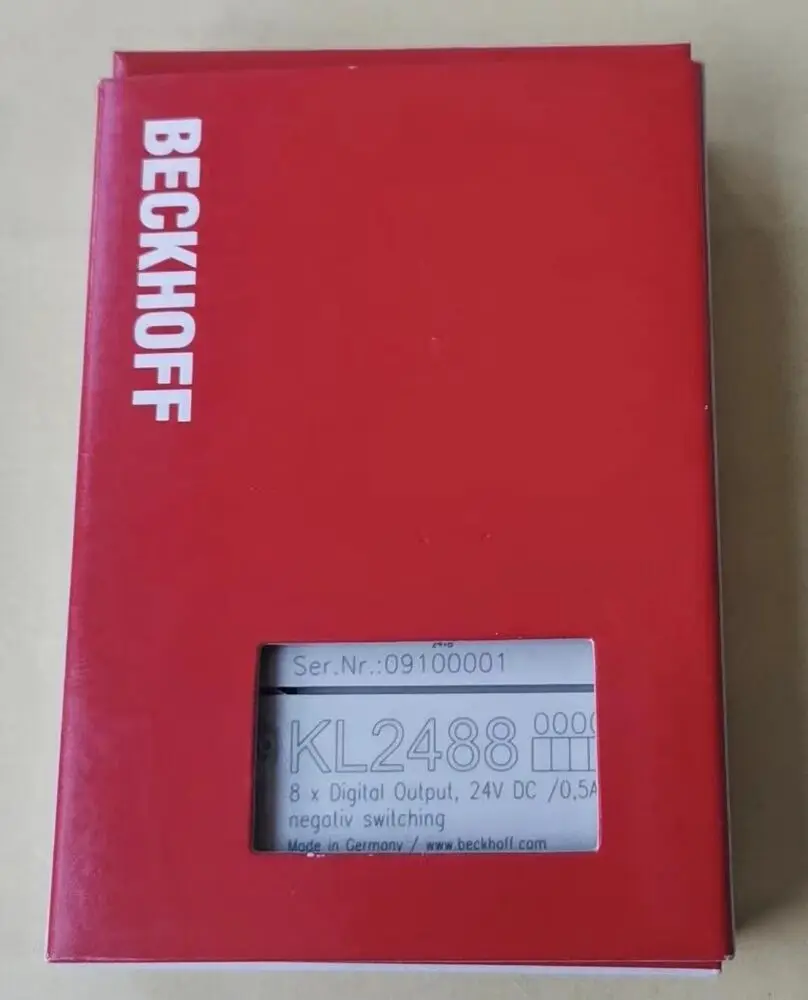 BECKHOFF
Ser.Nr.:09100001
KL2488
0000
8 x Digital Output, 24V DC /0,5A
negativ switching
Made in Germany / www.beckhoff.com